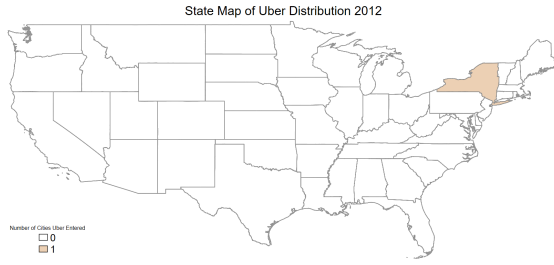 State Map of Uber Distribution 2012
Number of Cities Uber Entered
0
1